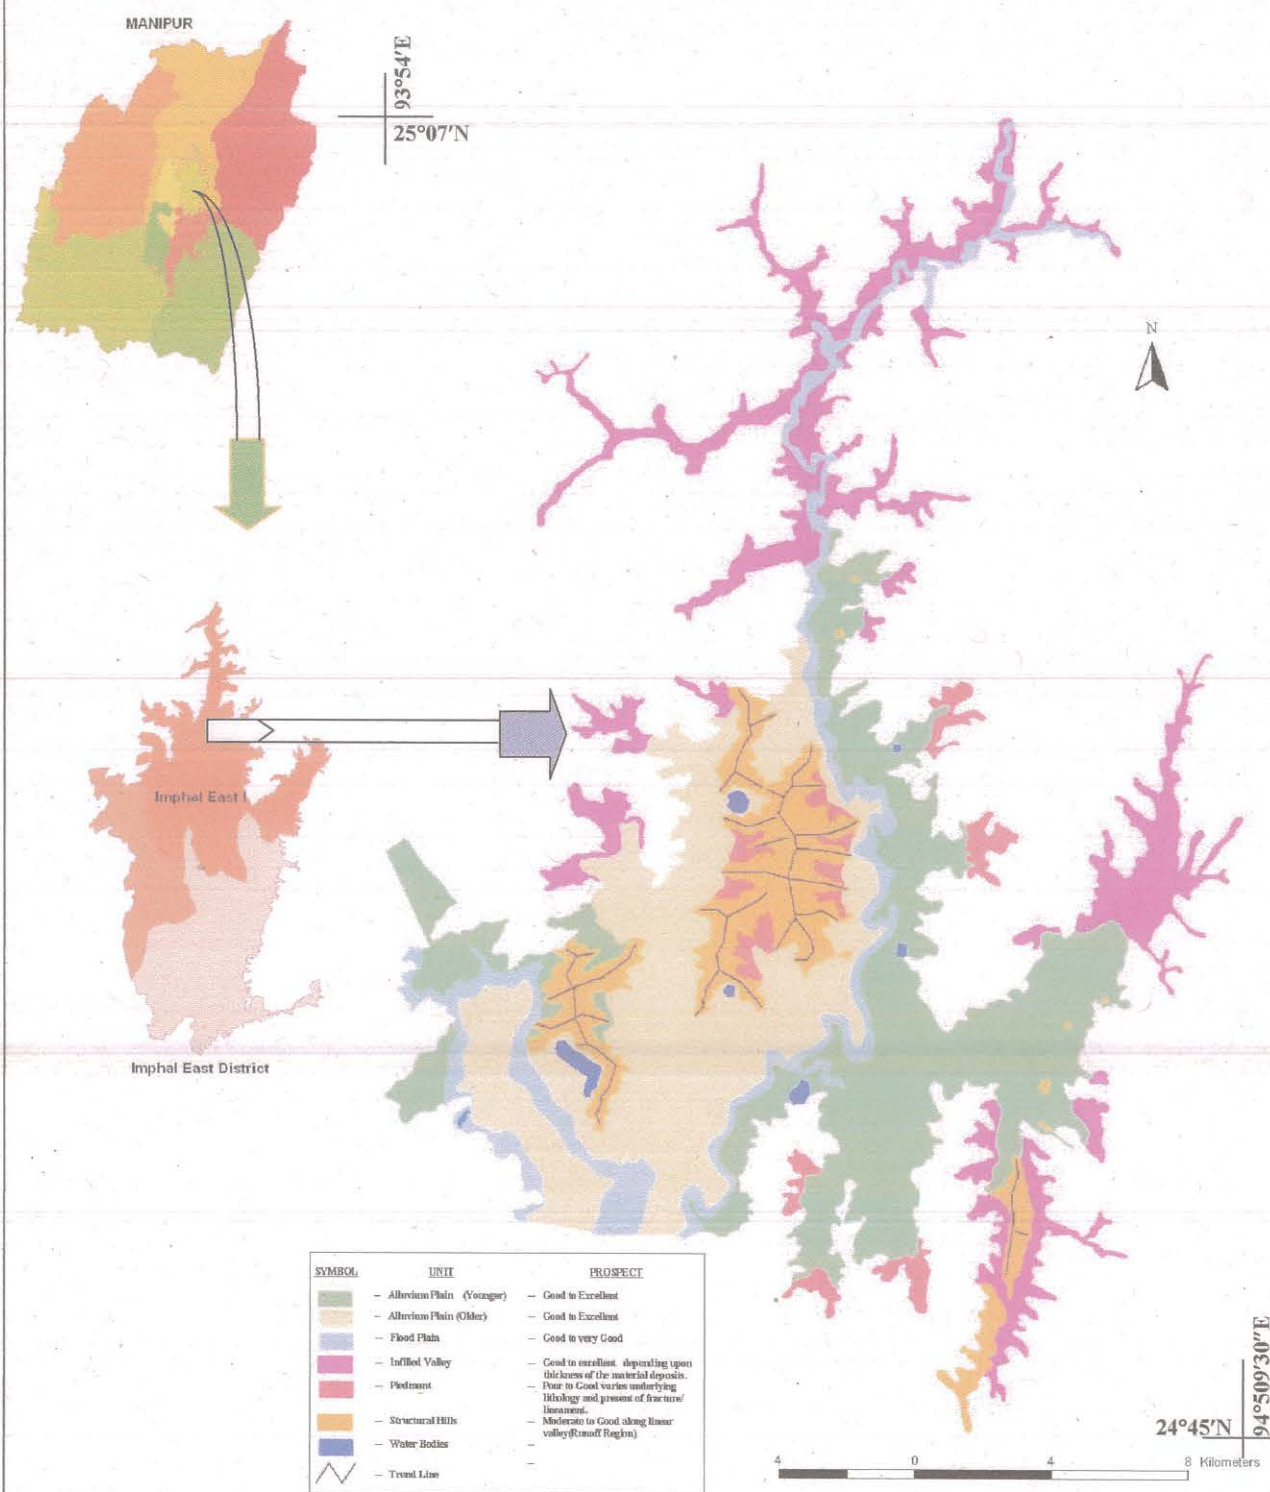 MANIPUR
93°54'E
25°07'N
N
Imphal East I
Imphal East District
SYMBOL UNIT PROSPECT
– Alluvium Plain (Younger) – Good to Excellent
– Alluvium Plain (Older) – Good to Excellent
– Flood Plain – Good to very Good
– Infilled Valley – Good to excellent depending upon
thickness of the material deposits.
– Piedmont – Poor to Good varies underlying
lithology and present of fracture/
lineament.
– Structural Hills – Moderate to Good along linear
valley(Runoff Region)
– Water Bodies –
– Trend Line –
24°45'N
94°509'30"E
4 0 4 8 Kilometers